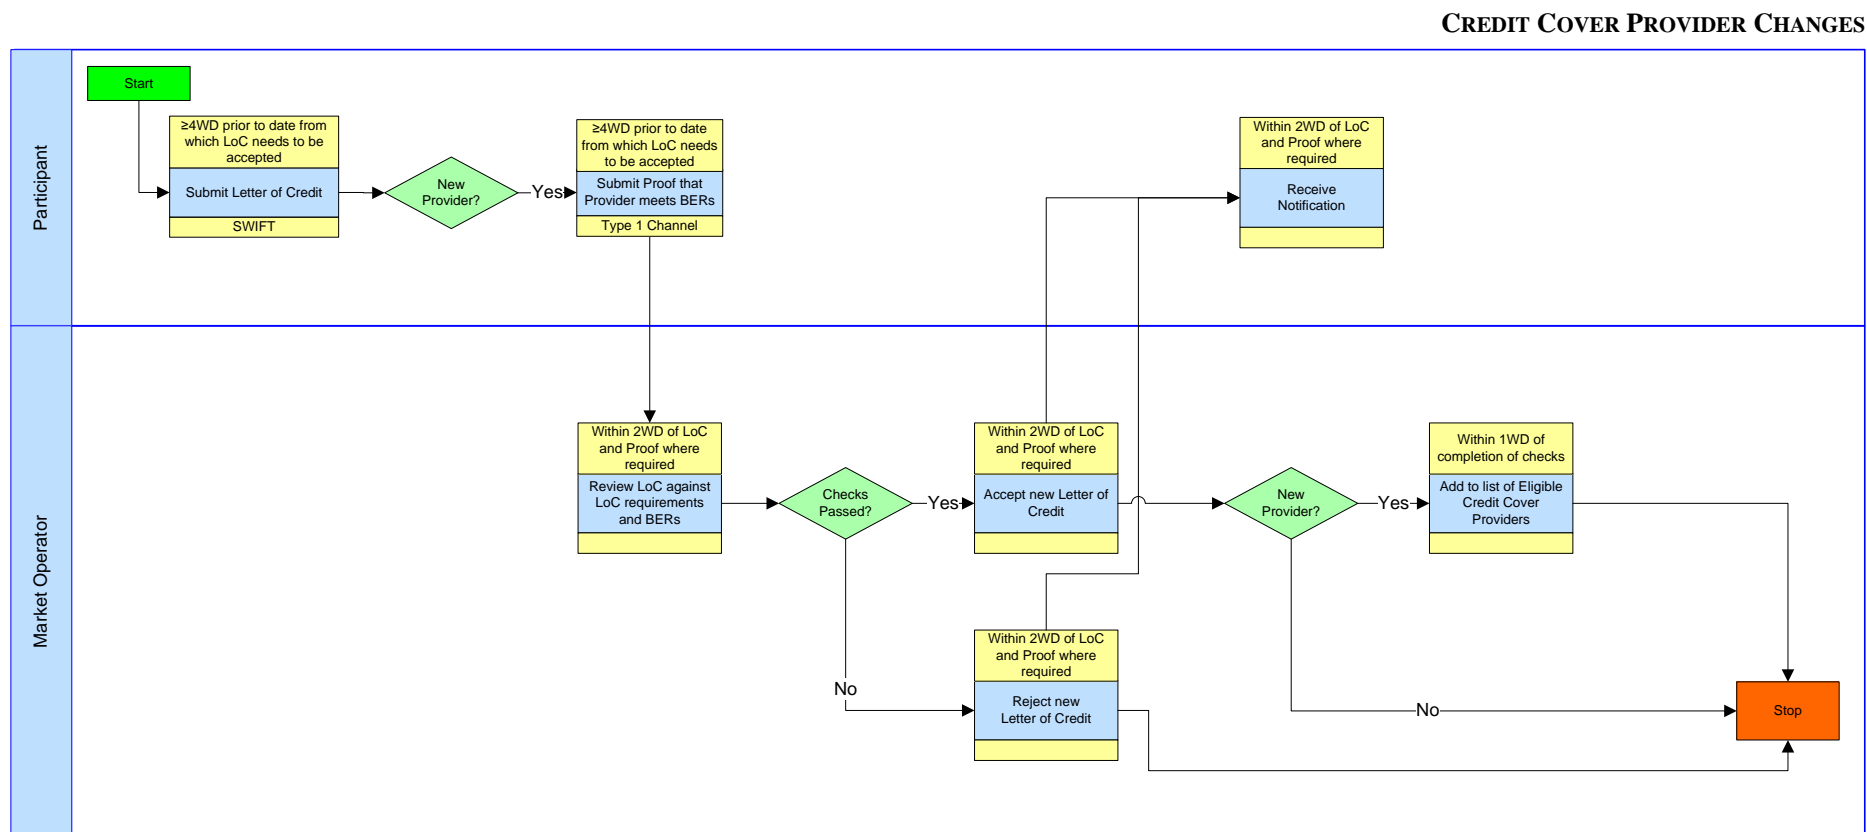 CREDIT COVER PROVIDER CHANGES
Participant
Start
≥4WD prior to date from
which LoC needs to be
accepted
Submit Letter of Credit
SWIFT
New
Provider?
Yes
≥4WD prior to date
from which LoC needs
to be accepted
Submit Proof that
Provider meets BERs
Type 1 Channel
Within 2WD of LoC
and Proof where
required
Receive
Notification
Market Operator
Within 2WD of LoC
and Proof where
required
Review LoC against
LoC requirements
and BERs
Checks
Passed?
Yes
Within 2WD of LoC
and Proof where
required
Accept new Letter of
Credit
New
Provider?
Yes
Within 1WD of
completion of checks
Add to list of Eligible
Credit Cover
Providers
No
Within 2WD of LoC
and Proof where
required
Reject new
Letter of Credit
No
Stop